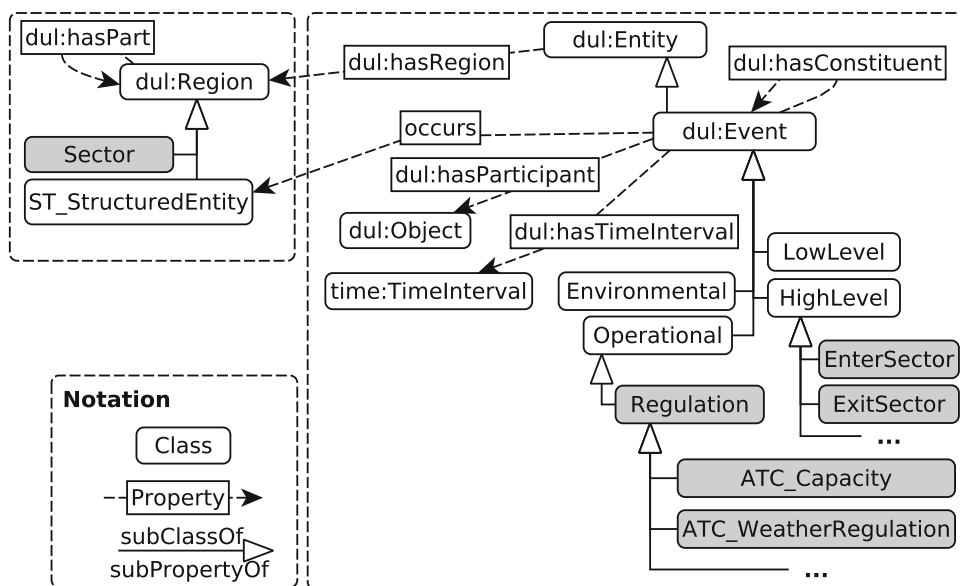 dul:hasPart
dul:Region
Sector
ST_StructuredEntity
dul:Entity
dul:hasRegion
dul:hasConstituent
occurs
dul:Event
dul:hasParticipant
dul:Object
dul:hasTimeInterval
time:TimeInterval
LowLevel
Environmental
HighLevel
Operational
EnterSector
Regulation
ExitSector
...
ATC_Capacity
ATC_WeatherRegulation
...
Notation
Class
Property
subClassOf
subPropertyOf